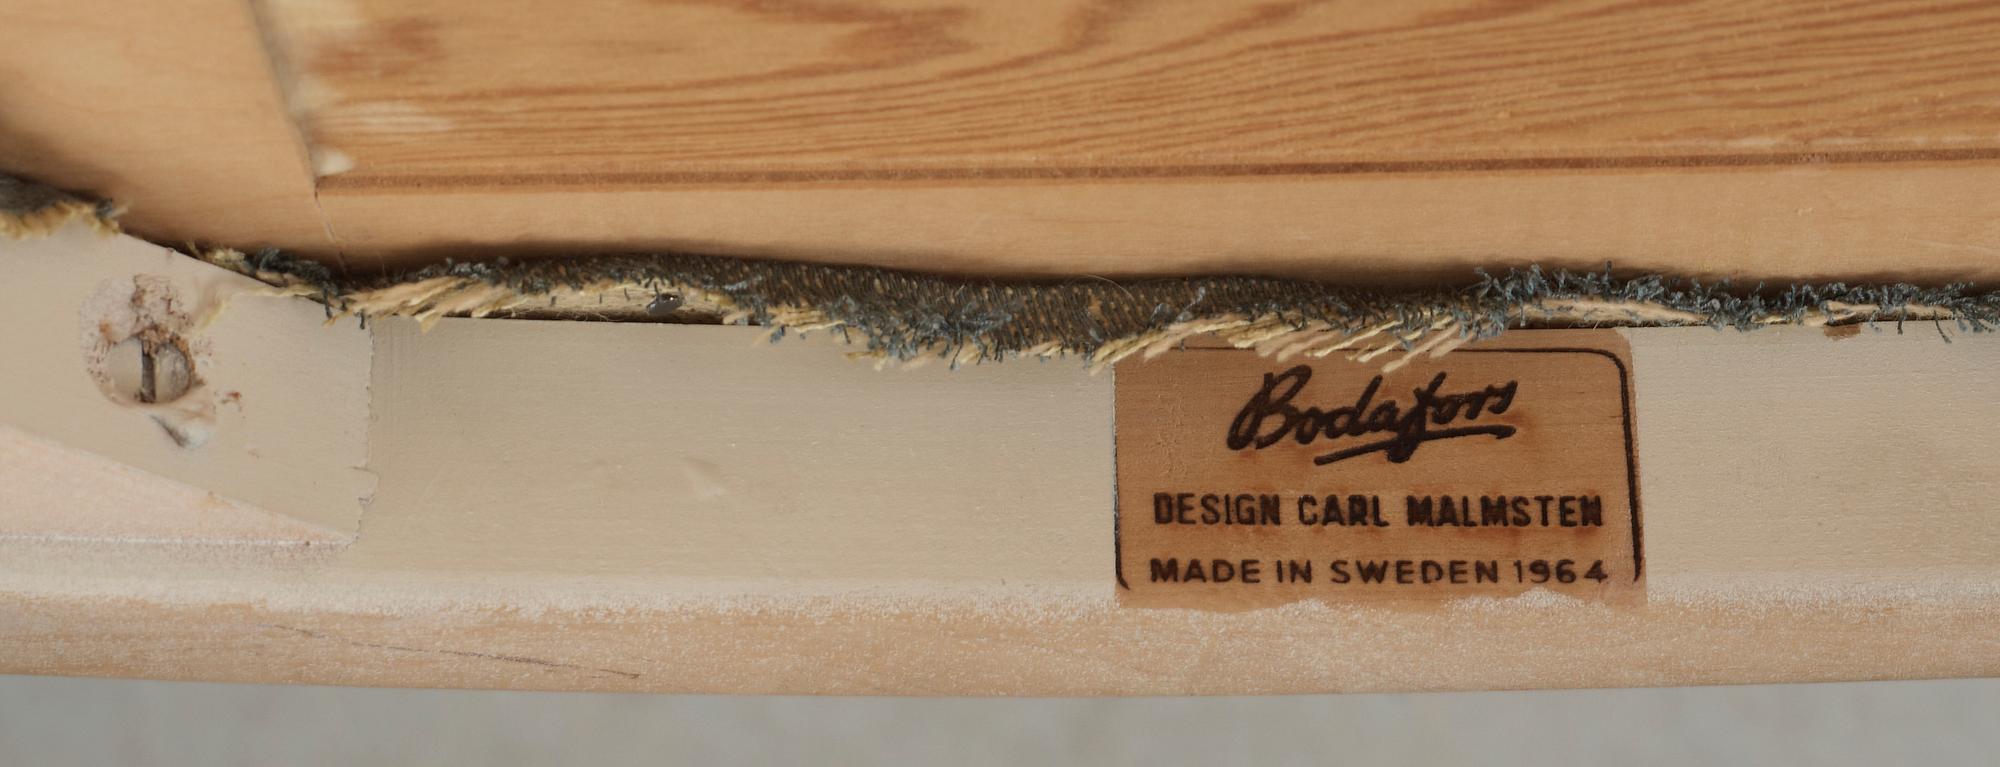 Bodafors
DESIGN CARL MALMSTEN
MADE IN SWEDEN 1964